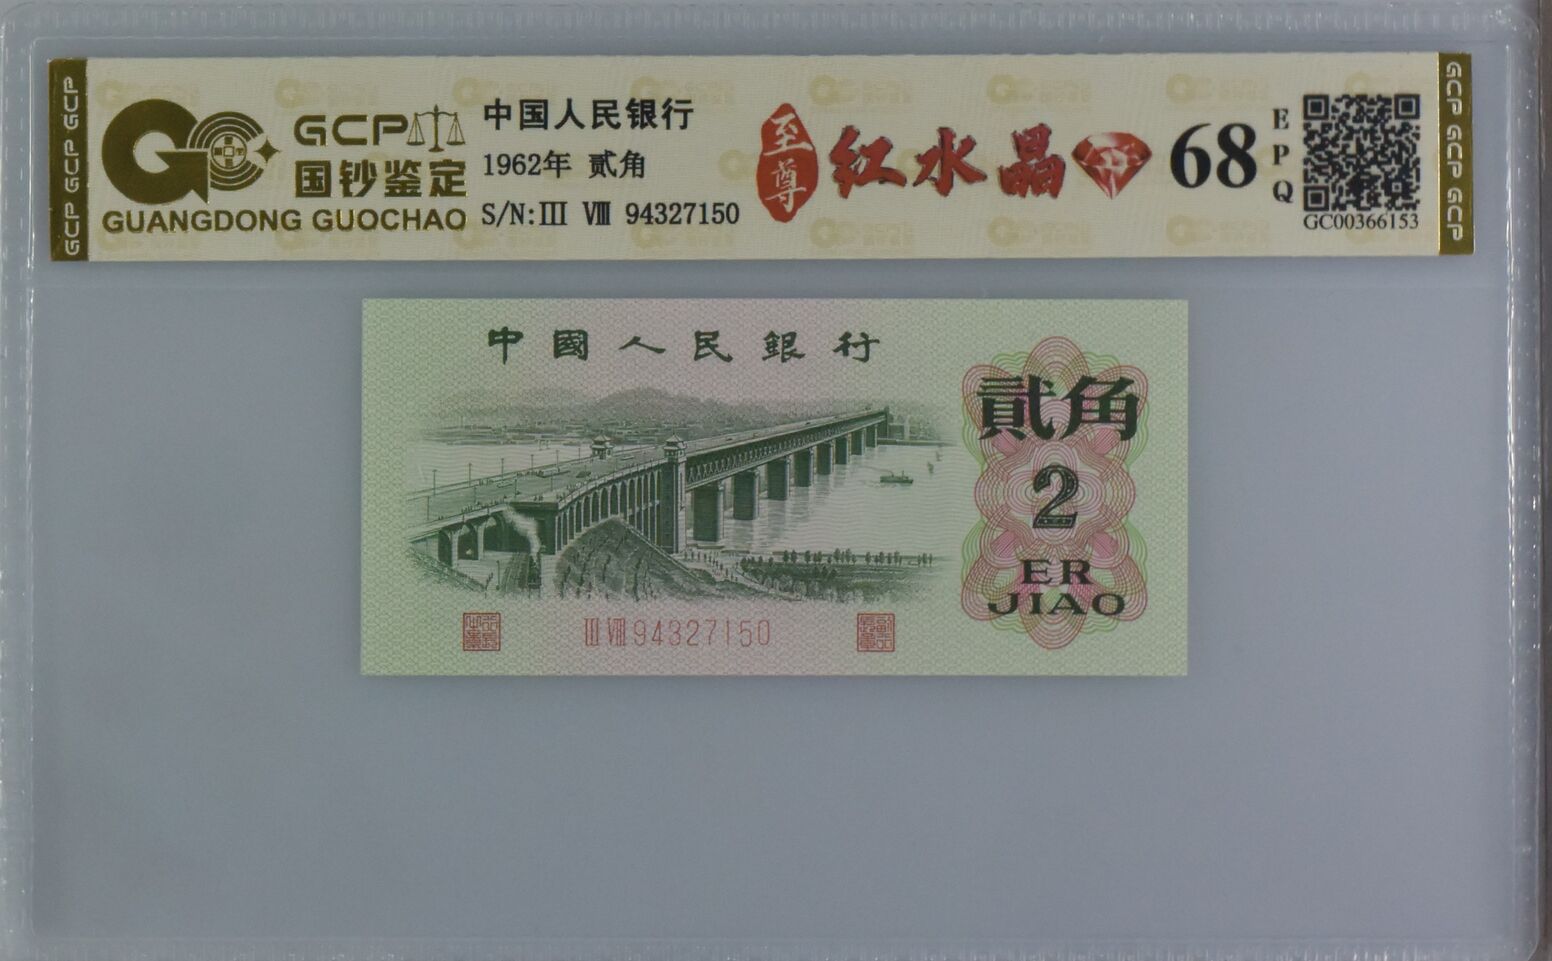 GCP GCP GCP
GCP
国钞鉴定
GUANGDONG GUOCHAO
中国人民银行
1962年 贰角
S/N:Ⅲ Ⅷ 94327150
至尊
红水晶
68
EPQ
GC00366153
GCP GCP GCP
中國人民銀行
貳角
2
ER
JIAO
Ⅲ Ⅷ 94327150